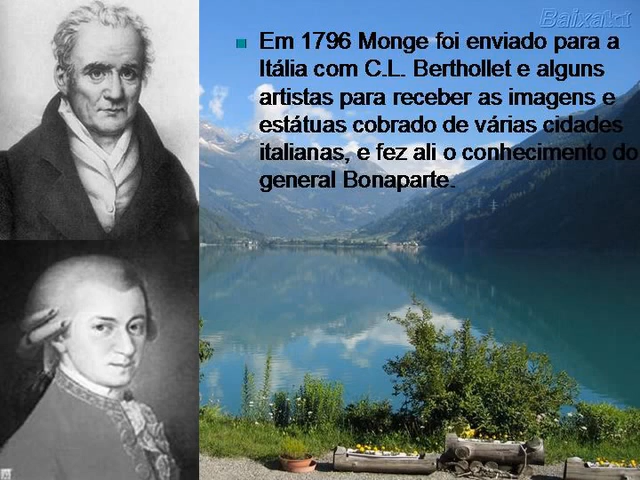 Baixaki
Em 1796 Monge foi enviado para a
Itália com C.L. Berthollet e alguns
artistas para receber as imagens e
estátuas cobrado de várias cidades
italianas, e fez ali o conhecimento do
general Bonaparte.